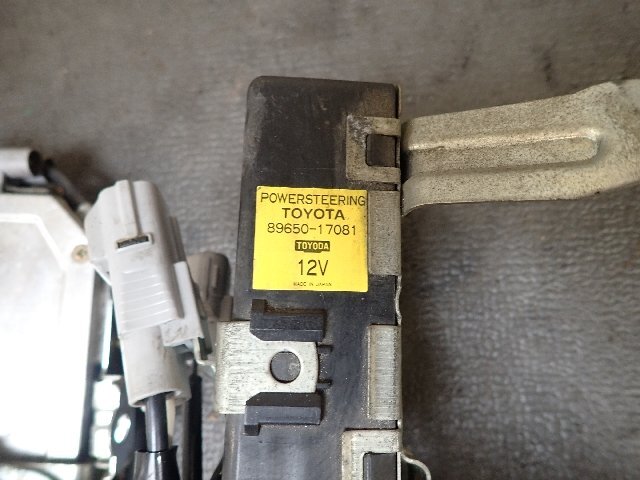 POWERSTEERING
TOYOTA
89650-17081
TOYODA
12V
MADE IN JAPAN